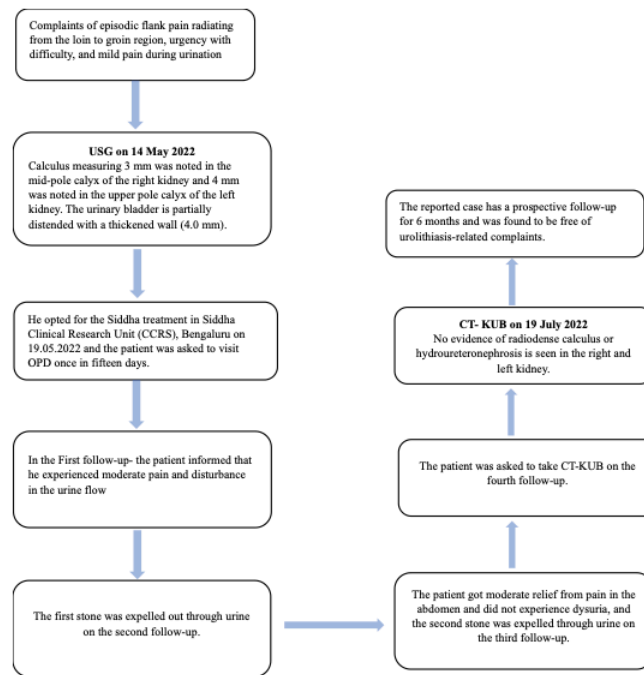 Complaints of episodic flank pain radiating
from the loin to groin region, urgency with
difficulty, and mild pain during urination
USG on 14 May 2022
Calculus measuring 3 mm was noted in the
mid-pole calyx of the right kidney and 4 mm
was noted in the upper pole calyx of the left
kidney. The urinary bladder is partially
distended with a thickened wall (4.0 mm).
He opted for the Siddha treatment in Siddha
Clinical Research Unit (CCRS), Bengaluru on
19.05.2022 and the patient was asked to visit
OPD once in fifteen days.
In the First follow-up- the patient informed that
he experienced moderate pain and disturbance
in the urine flow
The first stone was expelled out through urine
on the second follow-up.
The patient got moderate relief from pain in the
abdomen and did not experience dysuria, and
the second stone was expelled through urine on
the third follow-up.
The patient was asked to take CT-KUB on the
fourth follow-up.
CT- KUB on 19 July 2022
No evidence of radiodense calculus or
hydroureteronephrosis is seen in the right and
left kidney.
The reported case has a prospective follow-up
for 6 months and was found to be free of
urolithiasis-related complaints.